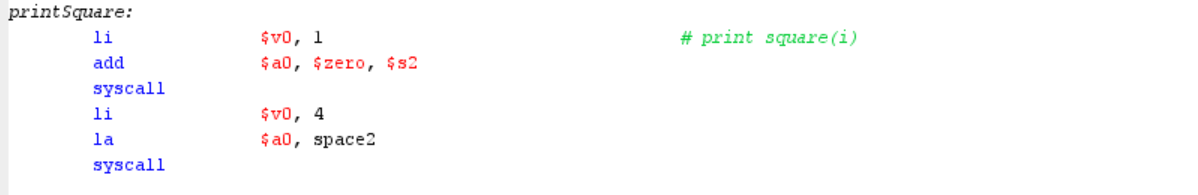 printSquare:
li $v0, 1 # print square(i)
add $a0, $zero, $s2
syscall
li $v0, 4
la $a0, space2
syscall